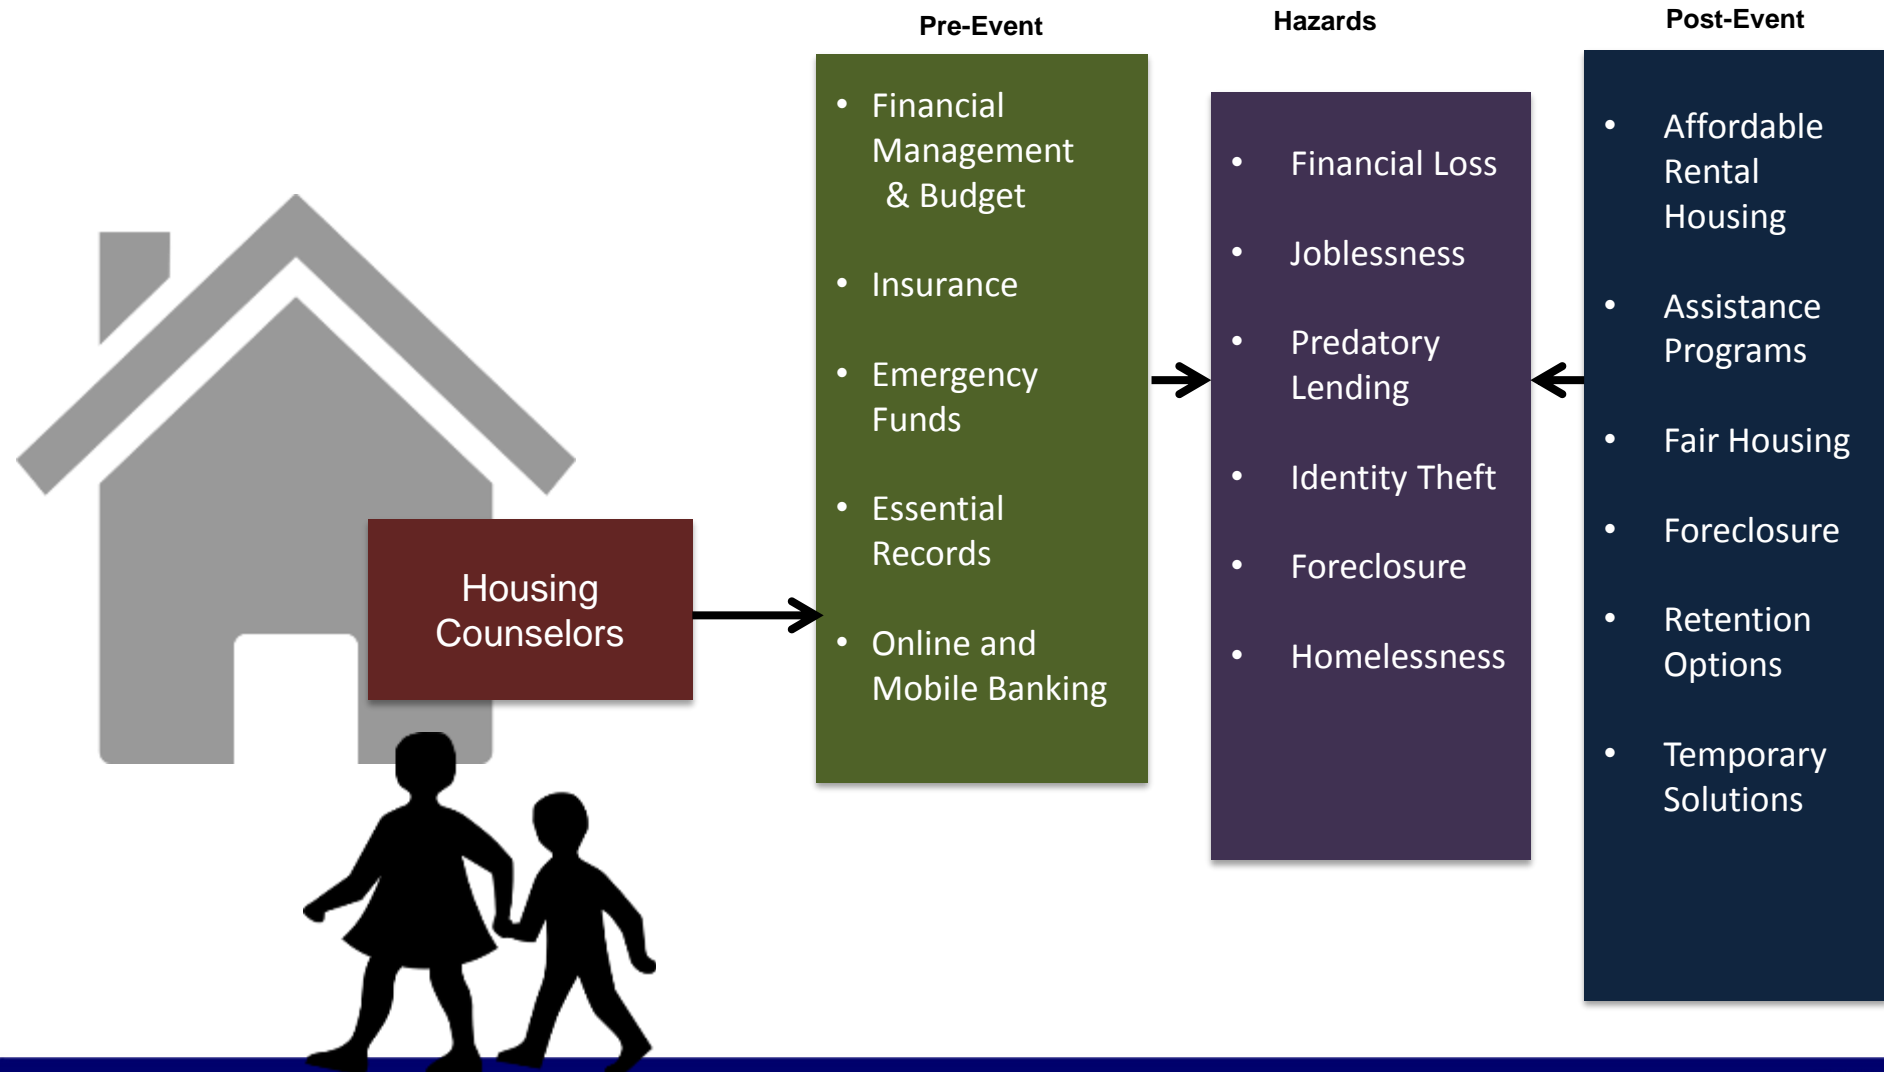 Pre-Event
Hazards
Post-Event
Housing
Counselors
• Financial
Management
& Budget
• Insurance
• Emergency
Funds
• Essential
Records
• Online and
Mobile Banking
• Financial Loss
• Joblessness
• Predatory
Lending
• Identity Theft
• Foreclosure
• Homelessness
• Affordable
Rental
Housing
• Assistance
Programs
• Fair Housing
• Foreclosure
• Retention
Options
• Temporary
Solutions